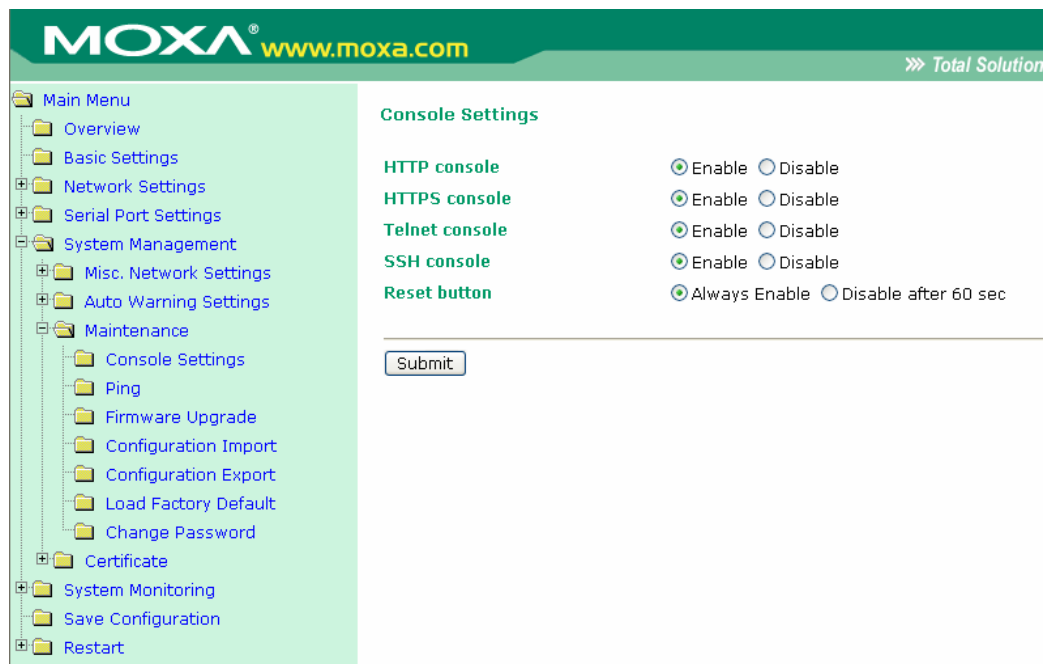 MOXA® www.moxa.com
>>> Total Solution
Main Menu
Overview
Basic Settings
Network Settings
Serial Port Settings
System Management
Misc. Network Settings
Auto Warning Settings
Maintenance
Console Settings
Ping
Firmware Upgrade
Configuration Import
Configuration Export
Load Factory Default
Change Password
Certificate
System Monitoring
Save Configuration
Restart
Console Settings
HTTP console Enable Disable
HTTPS console Enable Disable
Telnet console Enable Disable
SSH console Enable Disable
Reset button Always Enable Disable after 60 sec
Submit